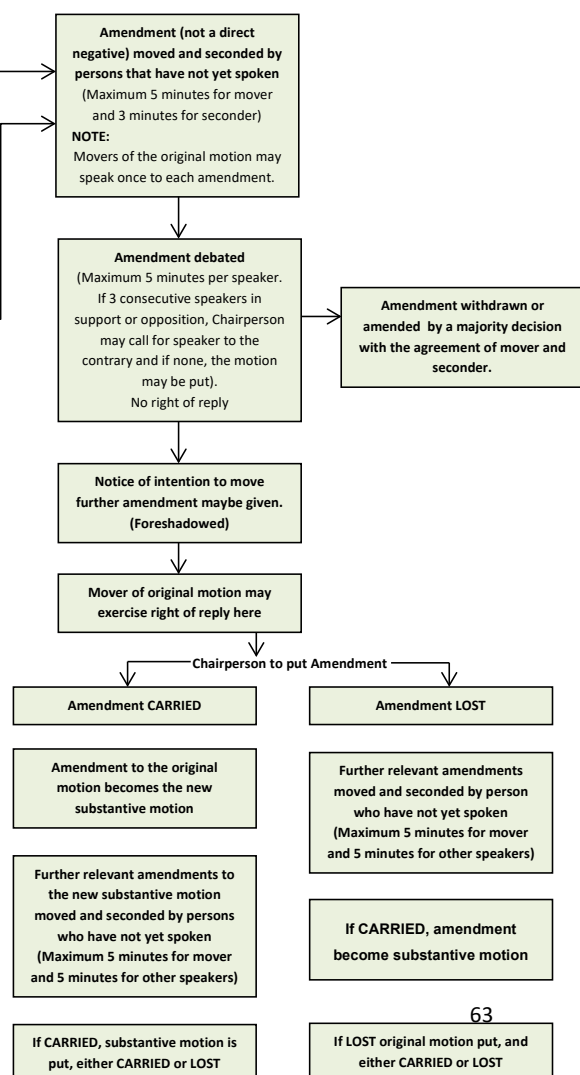 Amendment (not a direct
negative) moved and seconded by
persons that have not yet spoken
(Maximum 5 minutes for mover
and 3 minutes for seconder)
NOTE:
Movers of the original motion may
speak once to each amendment.
Amendment debated
(Maximum 5 minutes per speaker.
If 3 consecutive speakers in
support or opposition, Chairperson
may call for speaker to the
contrary and if none, the motion
may be put).
No right of reply
Amendment withdrawn or
amended by a majority decision
with the agreement of mover and
seconder.
Notice of intention to move
further amendment maybe given.
(Foreshadowed)
Mover of original motion may
exercise right of reply here
Chairperson to put Amendment
Amendment CARRIED
Amendment to the original
motion becomes the new
substantive motion
Further relevant amendments to
the new substantive motion
moved and seconded by persons
who have not yet spoken
(Maximum 5 minutes for mover
and 5 minutes for other speakers)
If CARRIED, substantive motion is
put, either CARRIED or LOST
Amendment LOST
Further relevant amendments
moved and seconded by person
who have not yet spoken
(Maximum 5 minutes for mover
and 5 minutes for other speakers)
If CARRIED, amendment
become substantive motion
63
If LOST original motion put, and
either CARRIED or LOST